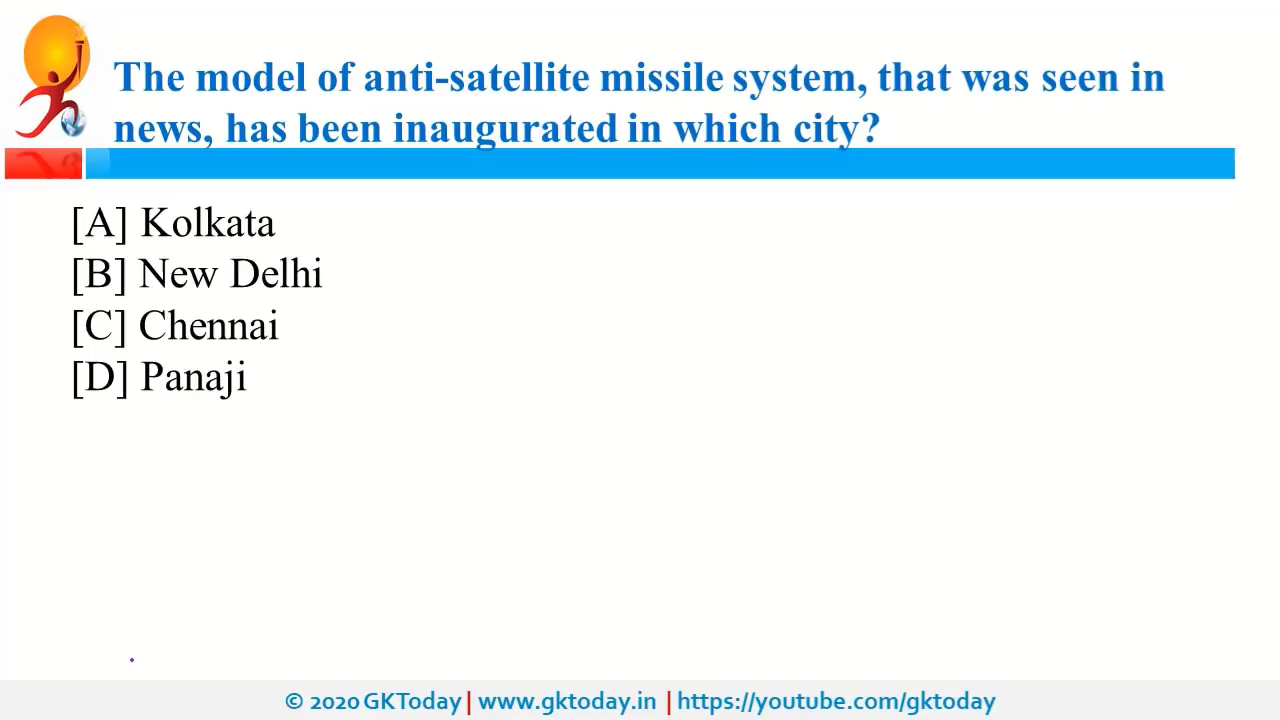 The model of anti-satellite missile system, that was seen in
news, has been inaugurated in which city?
[A] Kolkata
[B] New Delhi
[C] Chennai
[D] Panaji
© 2020 GKToday | www.gktoday.in | https://youtube.com/gktoday